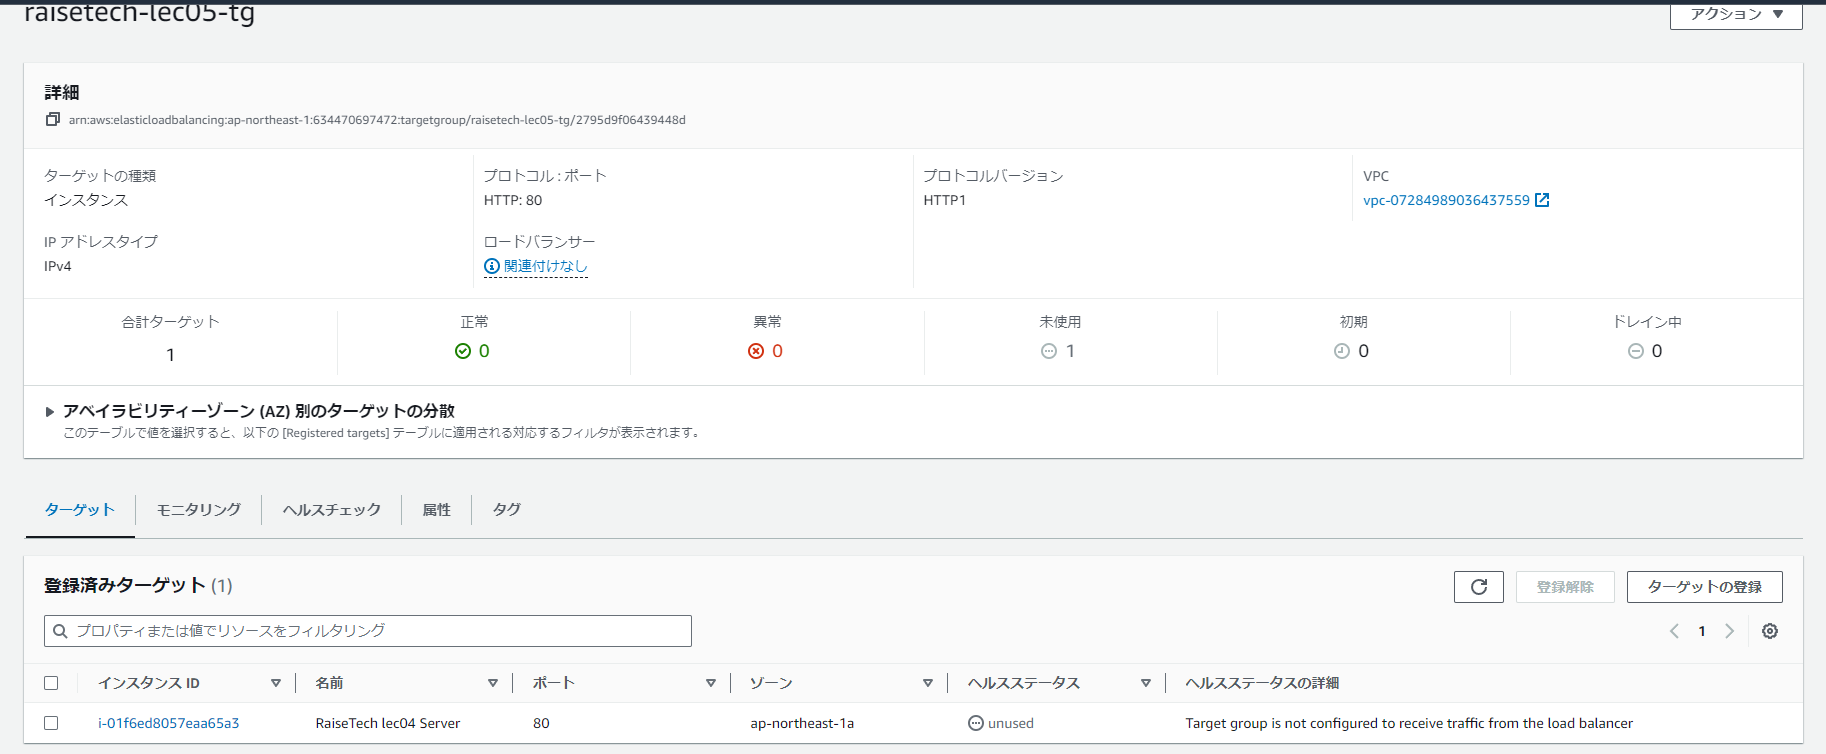 raisetech-lec05-tg
アクション ▼
詳細
arn:aws:elasticloadbalancing:ap-northeast-1:634470697472:targetgroup/raisetech-lec05-tg/2795d9f06439448d
ターゲットの種類
インスタンス
プロトコル : ポート
HTTP: 80
プロトコルバージョン
HTTP1
VPC
vpc-07284989036437559
IP アドレスタイプ
IPv4
ロードバランサー
関連付けなし
合計ターゲット
1
正常
0
異常
0
未使用
1
初期
0
ドレイン中
0
アベイラビリティーゾーン (AZ) 別のターゲットの分散
このテーブルで値を選択すると、以下の [Registered targets] テーブルに適用される対応するフィルタが表示されます。
ターゲット
モニタリング
ヘルスチェック
属性
タグ
登録済みターゲット (1)
登録解除
ターゲットの登録
プロパティまたは値でリソースをフィルタリング
1
インスタンス ID
名前
ポート
ゾーン
ヘルスステータス
ヘルスステータスの詳細
i-01f6ed8057eaa65a3
RaiseTech lec04 Server
80
ap-northeast-1a
unused
Target group is not configured to receive traffic from the load balancer